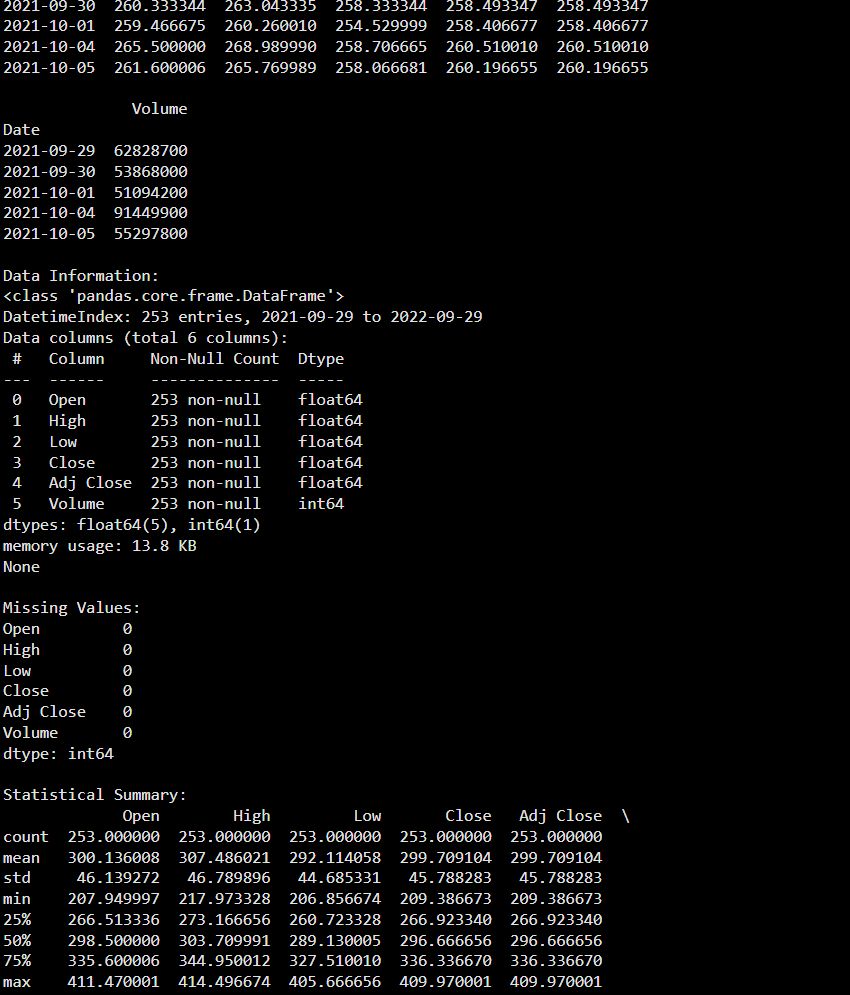 2021-09-30  260.333344  263.043335  258.333344  258.493347  258.493347
2021-10-01  259.466675  260.260010  254.529999  258.406677  258.406677
2021-10-04  265.500000  268.989990  258.706665  260.510010  260.510010
2021-10-05  261.600006  265.769989  258.066681  260.196655  260.196655
Volume
Date
2021-09-29  62828700
2021-09-30  53868000
2021-10-01  51094200
2021-10-04  91449900
2021-10-05  55297800
Data Information:
<class 'pandas.core.frame.DataFrame'>
DatetimeIndex: 253 entries, 2021-09-29 to 2022-09-29
Data columns (total 6 columns):
 #   Column     Non-Null Count  Dtype
---  ------     --------------  -----
 0   Open       253 non-null    float64
 1   High       253 non-null    float64
 2   Low        253 non-null    float64
 3   Close      253 non-null    float64
 4   Adj Close  253 non-null    float64
 5   Volume     253 non-null    int64
dtypes: float64(5), int64(1)
memory usage: 13.8 KB
None
Missing Values:
Open         0
High         0
Low          0
Close        0
Adj Close    0
Volume       0
dtype: int64
Statistical Summary:
             Open        High         Low       Close   Adj Close  \
count  253.000000  253.000000  253.000000  253.000000  253.000000
mean   300.136008  307.486021  292.114058  299.709104  299.709104
std     46.139272   46.789896   44.685331   45.788283   45.788283
min    207.949997  217.973328  206.856674  209.386673  209.386673
25%    266.513336  273.166656  260.723328  266.923340  266.923340
50%    298.500000  303.709991  289.130005  296.666656  296.666656
75%    335.600006  344.950012  327.510010  336.336670  336.336670
max    411.470001  414.496674  405.666656  409.970001  409.970001